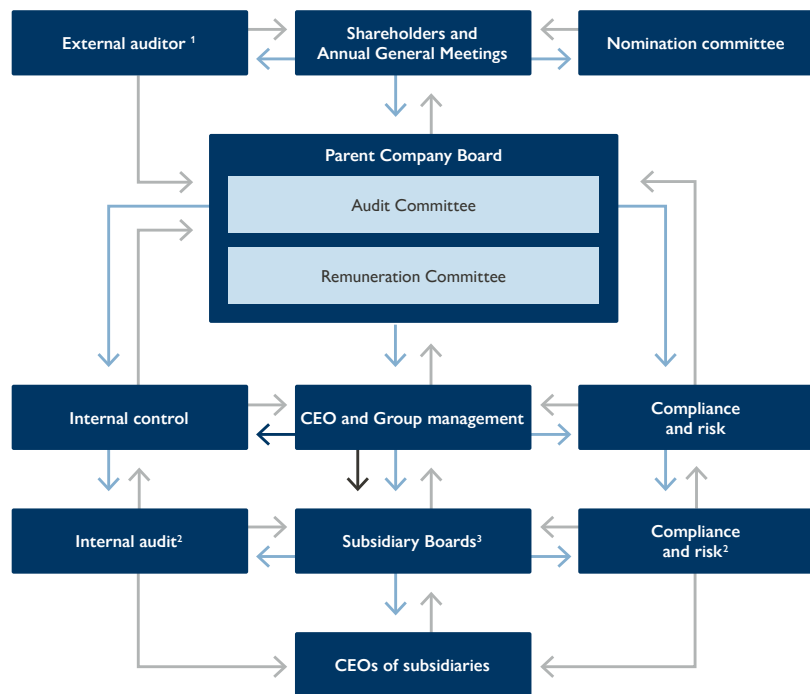 External auditor ¹
Shareholders and
Annual General Meetings
Nomination committee
Parent Company Board
Audit Committee
Remuneration Committee
Internal control
CEO and Group management
Compliance
and risk
Internal audit²
Subsidiary Boards³
Compliance
and risk²
CEOs of subsidiaries